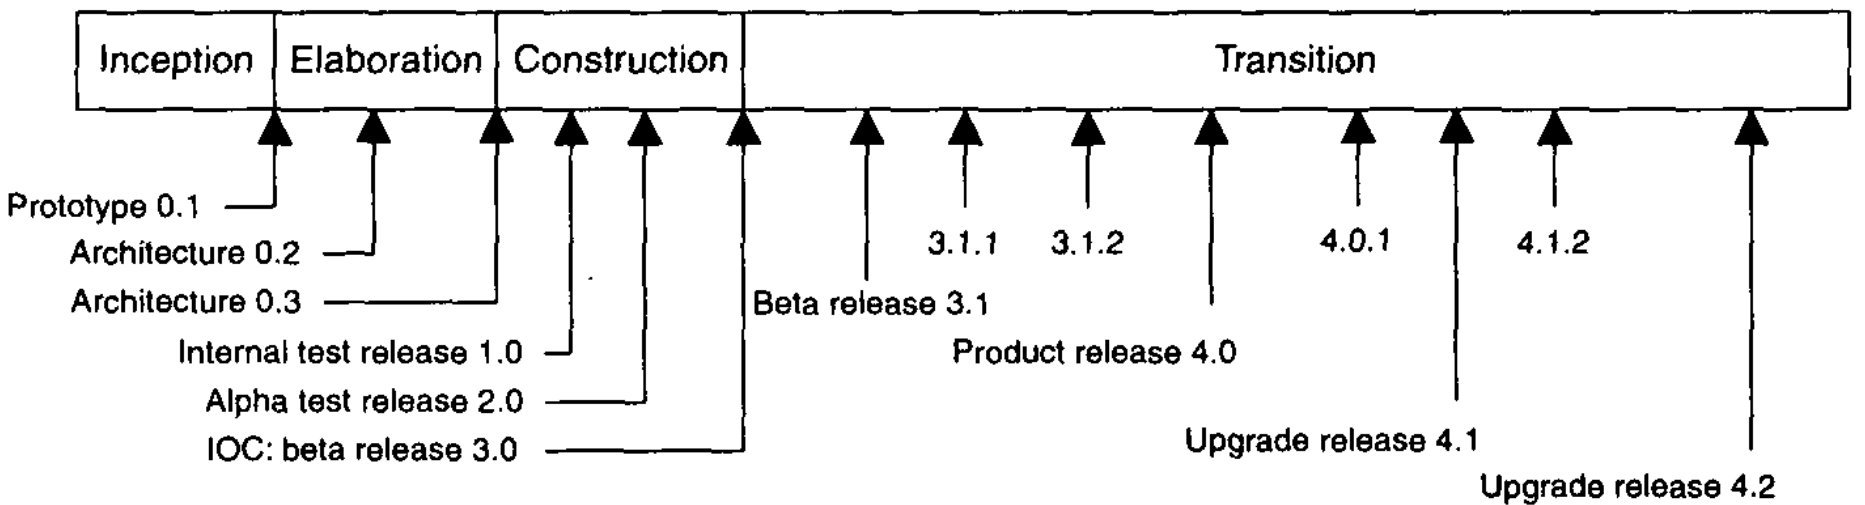 Inception Elaboration Construction Transition
Prototype 0.1
Architecture 0.2
3.1.1 3.1.2 4.0.1 4.1.2
Architecture 0.3
Beta release 3.1
Internal test release 1.0
Product release 4.0
Alpha test release 2.0
IOC: beta release 3.0
Upgrade release 4.1
Upgrade release 4.2